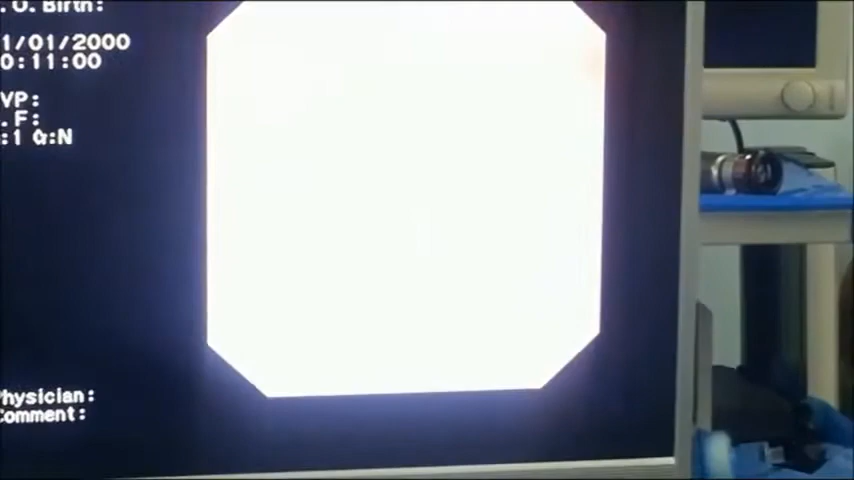 . O. Birth:
1/01/2000
0:11:00
VP:
. F:
:1 G:N
Physician:
Comment: